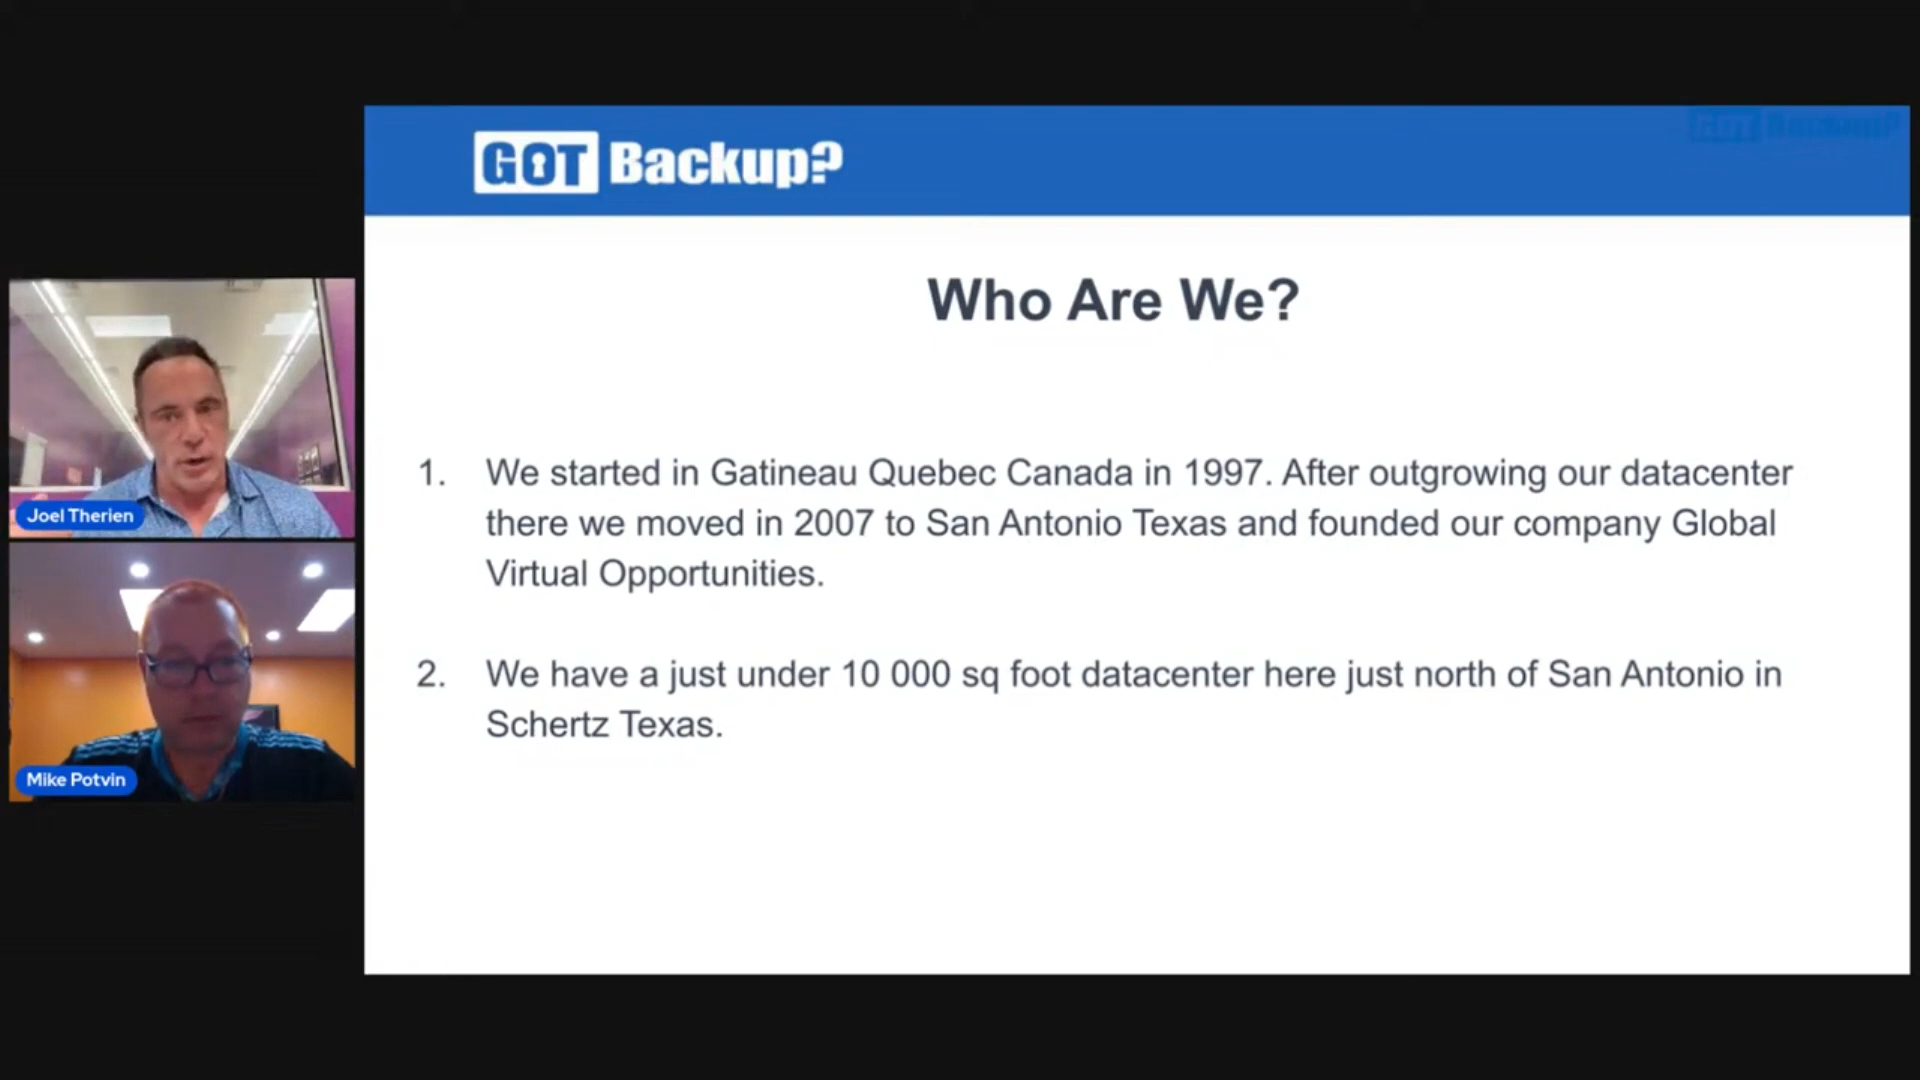 GOT Backup?
GOT Backup?
Who Are We?
1. We started in Gatineau Quebec Canada in 1997. After outgrowing our datacenter
there we moved in 2007 to San Antonio Texas and founded our company Global
Virtual Opportunities.
2. We have a just under 10 000 sq foot datacenter here just north of San Antonio in
Schertz Texas.
Joel Therien
Mike Potvin